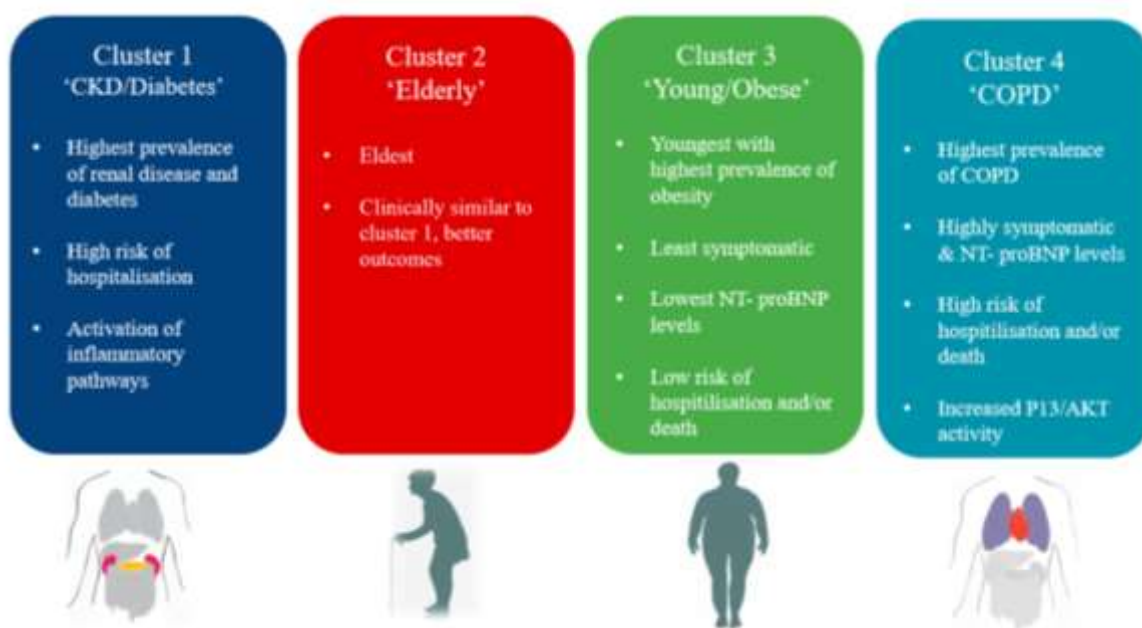 Cluster 1
‘CKD/Diabetes’
• Highest prevalence
of renal disease and
diabetes
• High risk of
hospitalisation
• Activation of
inflammatory
pathways
Cluster 2
‘Elderly’
• Eldest
• Clinically similar to
cluster 1, better
outcomes
Cluster 3
‘Young/Obese’
• Youngest with
highest prevalence of
obesity
• Least symptomatic
• Lowest NT- proBNP
levels
• Low risk of
hospitilisation and/or
death
Cluster 4
‘COPD’
• Highest prevalence
of COPD
• Highly symptomatic
& NT- proBNP levels
• High risk of
hospitilisation and/or
death
• Increased P13/AKT
activity